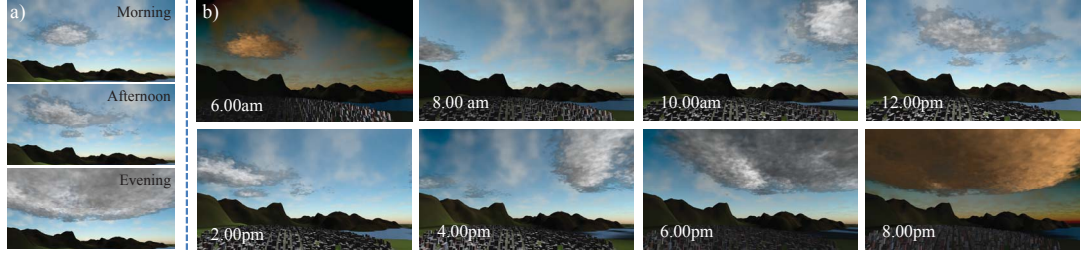 a)
Morning
Afternoon
Evening
b)
6.00am
8.00 am
10.00am
12.00pm
2.00pm
4.00pm
6.00pm
8.00pm